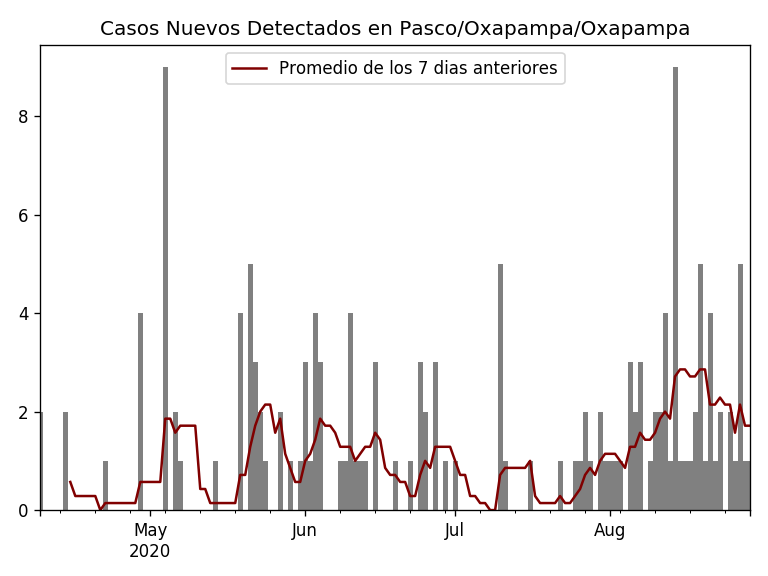 Casos Nuevos Detectados en Pasco/Oxapampa/Oxapampa
Promedio de los 7 dias anteriores
8
6
4
2
0
May Jun Jul Aug
2020